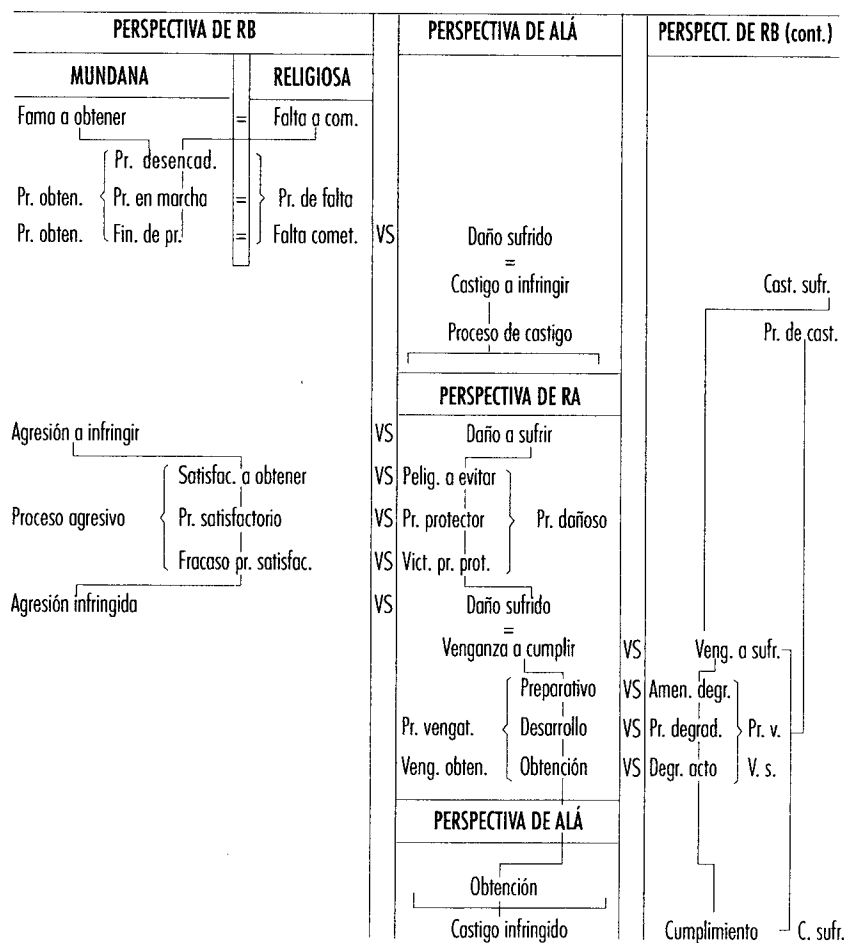 PERSPECTIVA DE RB PERSPECTIVA DE ALÁ PERSPECT. DE RB (cont.)
MUNDANA RELIGIOSA
Fama a obtener = Falta a com.
Pr. desencad.
Pr. obten. Pr. en marcha = Pr. de falta
Pr. obten. Fin. de pr. = Falta comet. VS Daño sufrido
=
Castigo a infringir Cast. sufr.
Proceso de castigo Pr. de cast.
PERSPECTIVA DE RA
Agresión a infringir VS Daño a sufrir
Satisfac. a obtener VS Pelig. a evitar
Proceso agresivo Pr. satisfactorio VS Pr. protector Pr. dañoso
Fracaso pr. satisfac. VS Vict. pr. prot.
Agresión infringida VS Daño sufrido
=
Venganza a cumplir VS Veng. a sufr.
Preparativo VS Amen. degr.
Pr. vengat. Desarrollo VS Pr. degrad. Pr. v.
Veng. obten. Obtención VS Degr. acto V. s.
PERSPECTIVA DE ALÁ
Obtención
Castigo infringido Cumplimiento C. sufr.